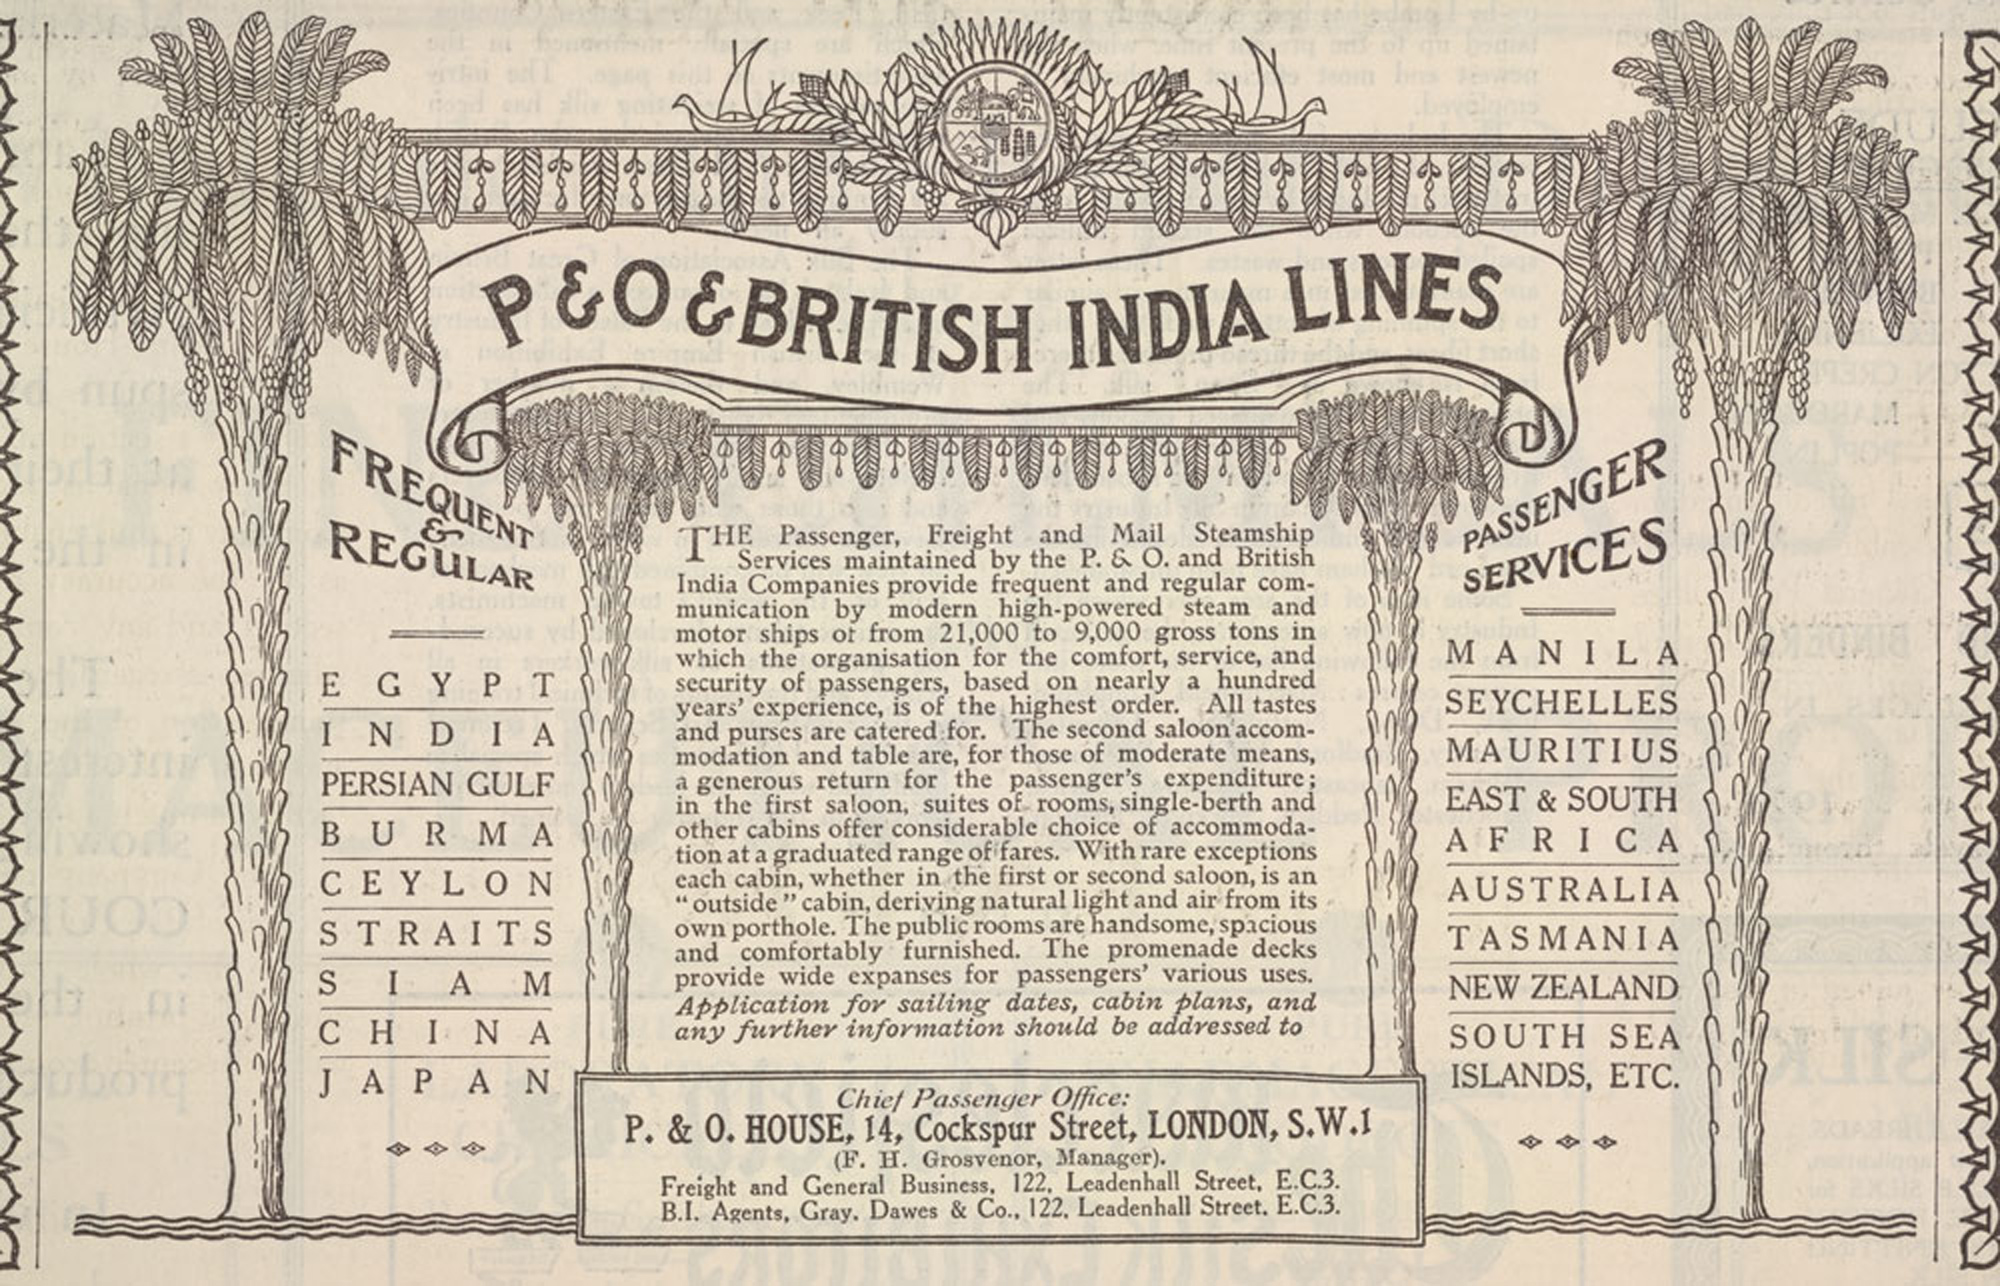 P & O & BRITISH INDIA LINES
FREQUENT
&
REGULAR
EGYPT
INDIA
PERSIAN GULF
BURMA
CEYLON
STRAITS
SIAM
CHINA
JAPAN
THE Passenger, Freight and Mail Steamship
Services maintained by the P. & O. and British
India Companies provide frequent and regular com-
munication by modern high-powered steam and
motor ships of from 21,000 to 9,000 gross tons in
which the organisation for the comfort, service, and
security of passengers, based on nearly a hundred
years' experience, is of the highest order. All tastes
and purses are catered for. The second saloon accom-
modation and table are, for those of moderate means,
a generous return for the passenger's expenditure;
in the first saloon, suites of rooms, single-berth and
other cabins offer considerable choice of accommoda-
tion at a graduated range of fares. With rare exceptions
each cabin, whether in the first or second saloon, is an
"outside" cabin, deriving natural light and air from its
own porthole. The public rooms are handsome, spacious
and comfortably furnished. The promenade decks
provide wide expanses for passengers' various uses.
Application for sailing dates, cabin plans, and
any further information should be addressed to
Chief Passenger Office:
P. & O. HOUSE, 14, Cockspur Street, LONDON, S.W.1
(F. H. Grosvenor, Manager).
Freight and General Business, 122, Leadenhall Street, E.C.3.
B.I. Agents, Gray, Dawes & Co., 122, Leadenhall Street, E.C.3.
PASSENGER
SERVICES
MANILA
SEYCHELLES
MAURITIUS
EAST & SOUTH
AFRICA
AUSTRALIA
TASMANIA
NEW ZEALAND
SOUTH SEA
ISLANDS, ETC.